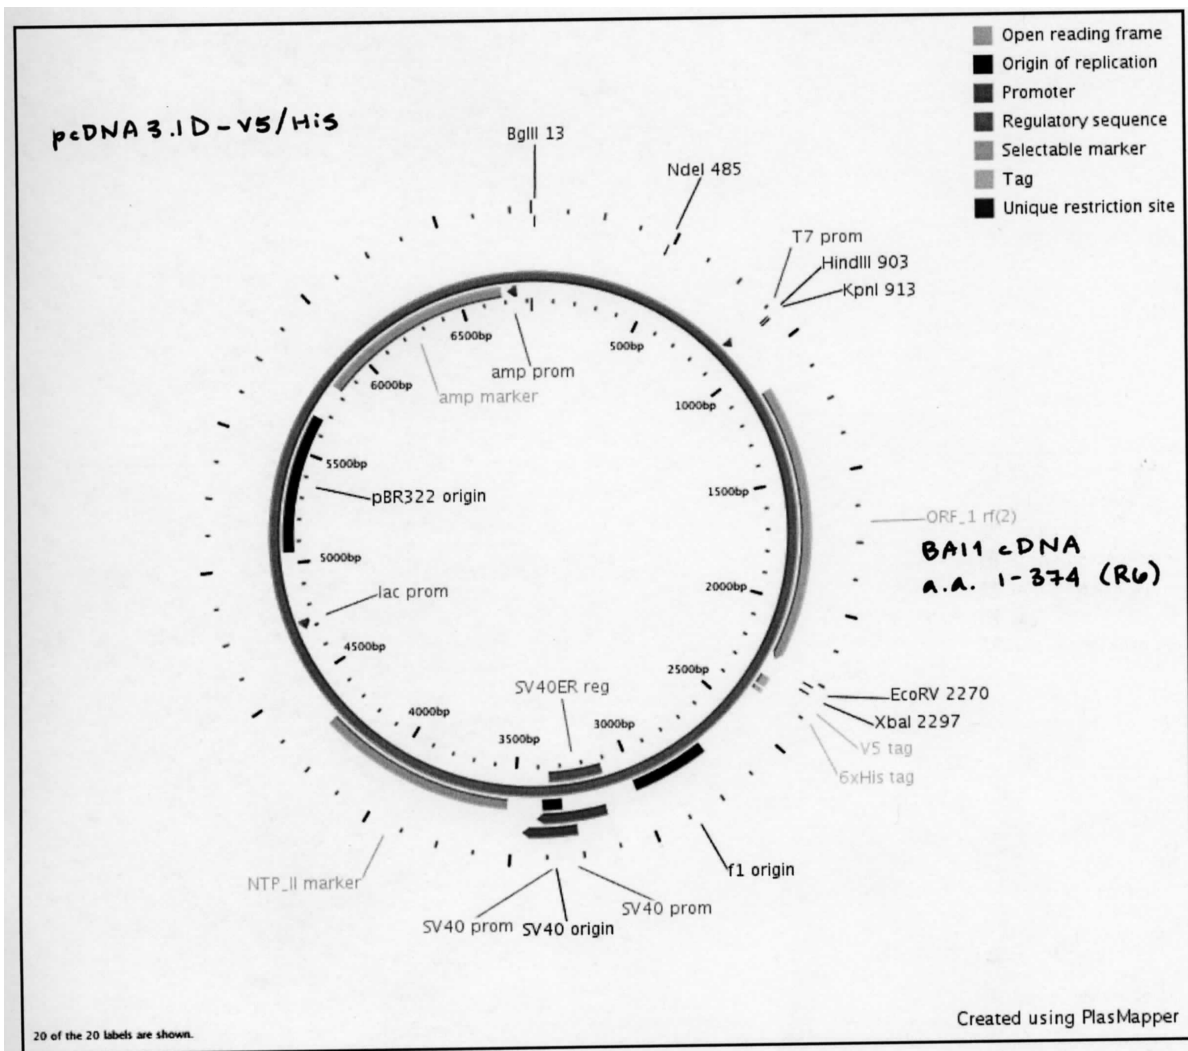 Open reading frame
Origin of replication
Promoter
Regulatory sequence
Selectable marker
Tag
Unique restriction site
pcDNA3.1D-V5/His
BglII 13
NdeI 485
T7 prom
HindIII 903
KpnI 913
6500bp
500bp
amp prom
6000bp
amp marker
1000bp
5500bp
1500bp
pBR322 origin
ORF_1 rf(2)
BAI1 cDNA
a.a. 1-374 (R6)
5000bp
2000bp
lac prom
4500bp
2500bp
SV40ER reg
EcoRV 2270
XbaI 2297
4000bp
3000bp
3500bp
V5 tag
6xHis tag
f1 origin
NTP_II marker
SV40 prom
SV40 prom
SV40 origin
Created using PlasMapper
20 of the 20 labels are shown.